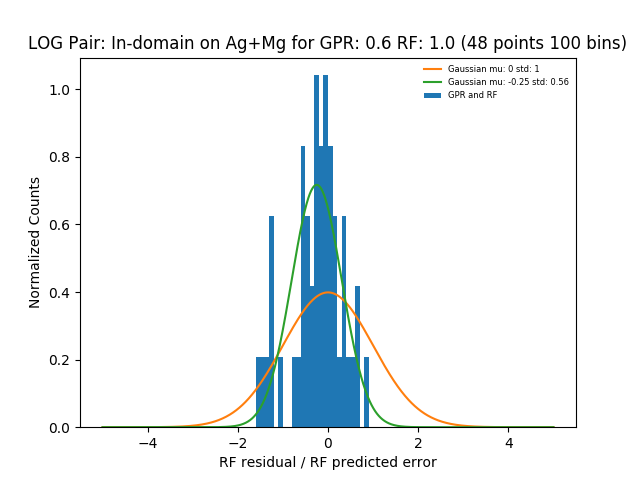 LOG Pair: In-domain on Ag+Mg for GPR: 0.6 RF: 1.0 (48 points 100 bins)
Gaussian mu: 0 std: 1
Gaussian mu: -0.25 std: 0.56
GPR and RF
Normalized Counts
1.0
0.8
0.6
0.4
0.2
0.0
−4 −2 0 2 4
RF residual / RF predicted error